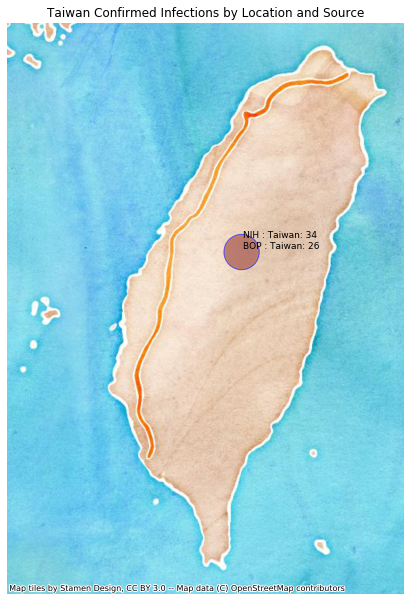 Taiwan Confirmed Infections by Location and Source
NIH : Taiwan: 34
BOP : Taiwan: 26
Map tiles by Stamen Design, CC BY 3.0 -- Map data (C) OpenStreetMap contributors